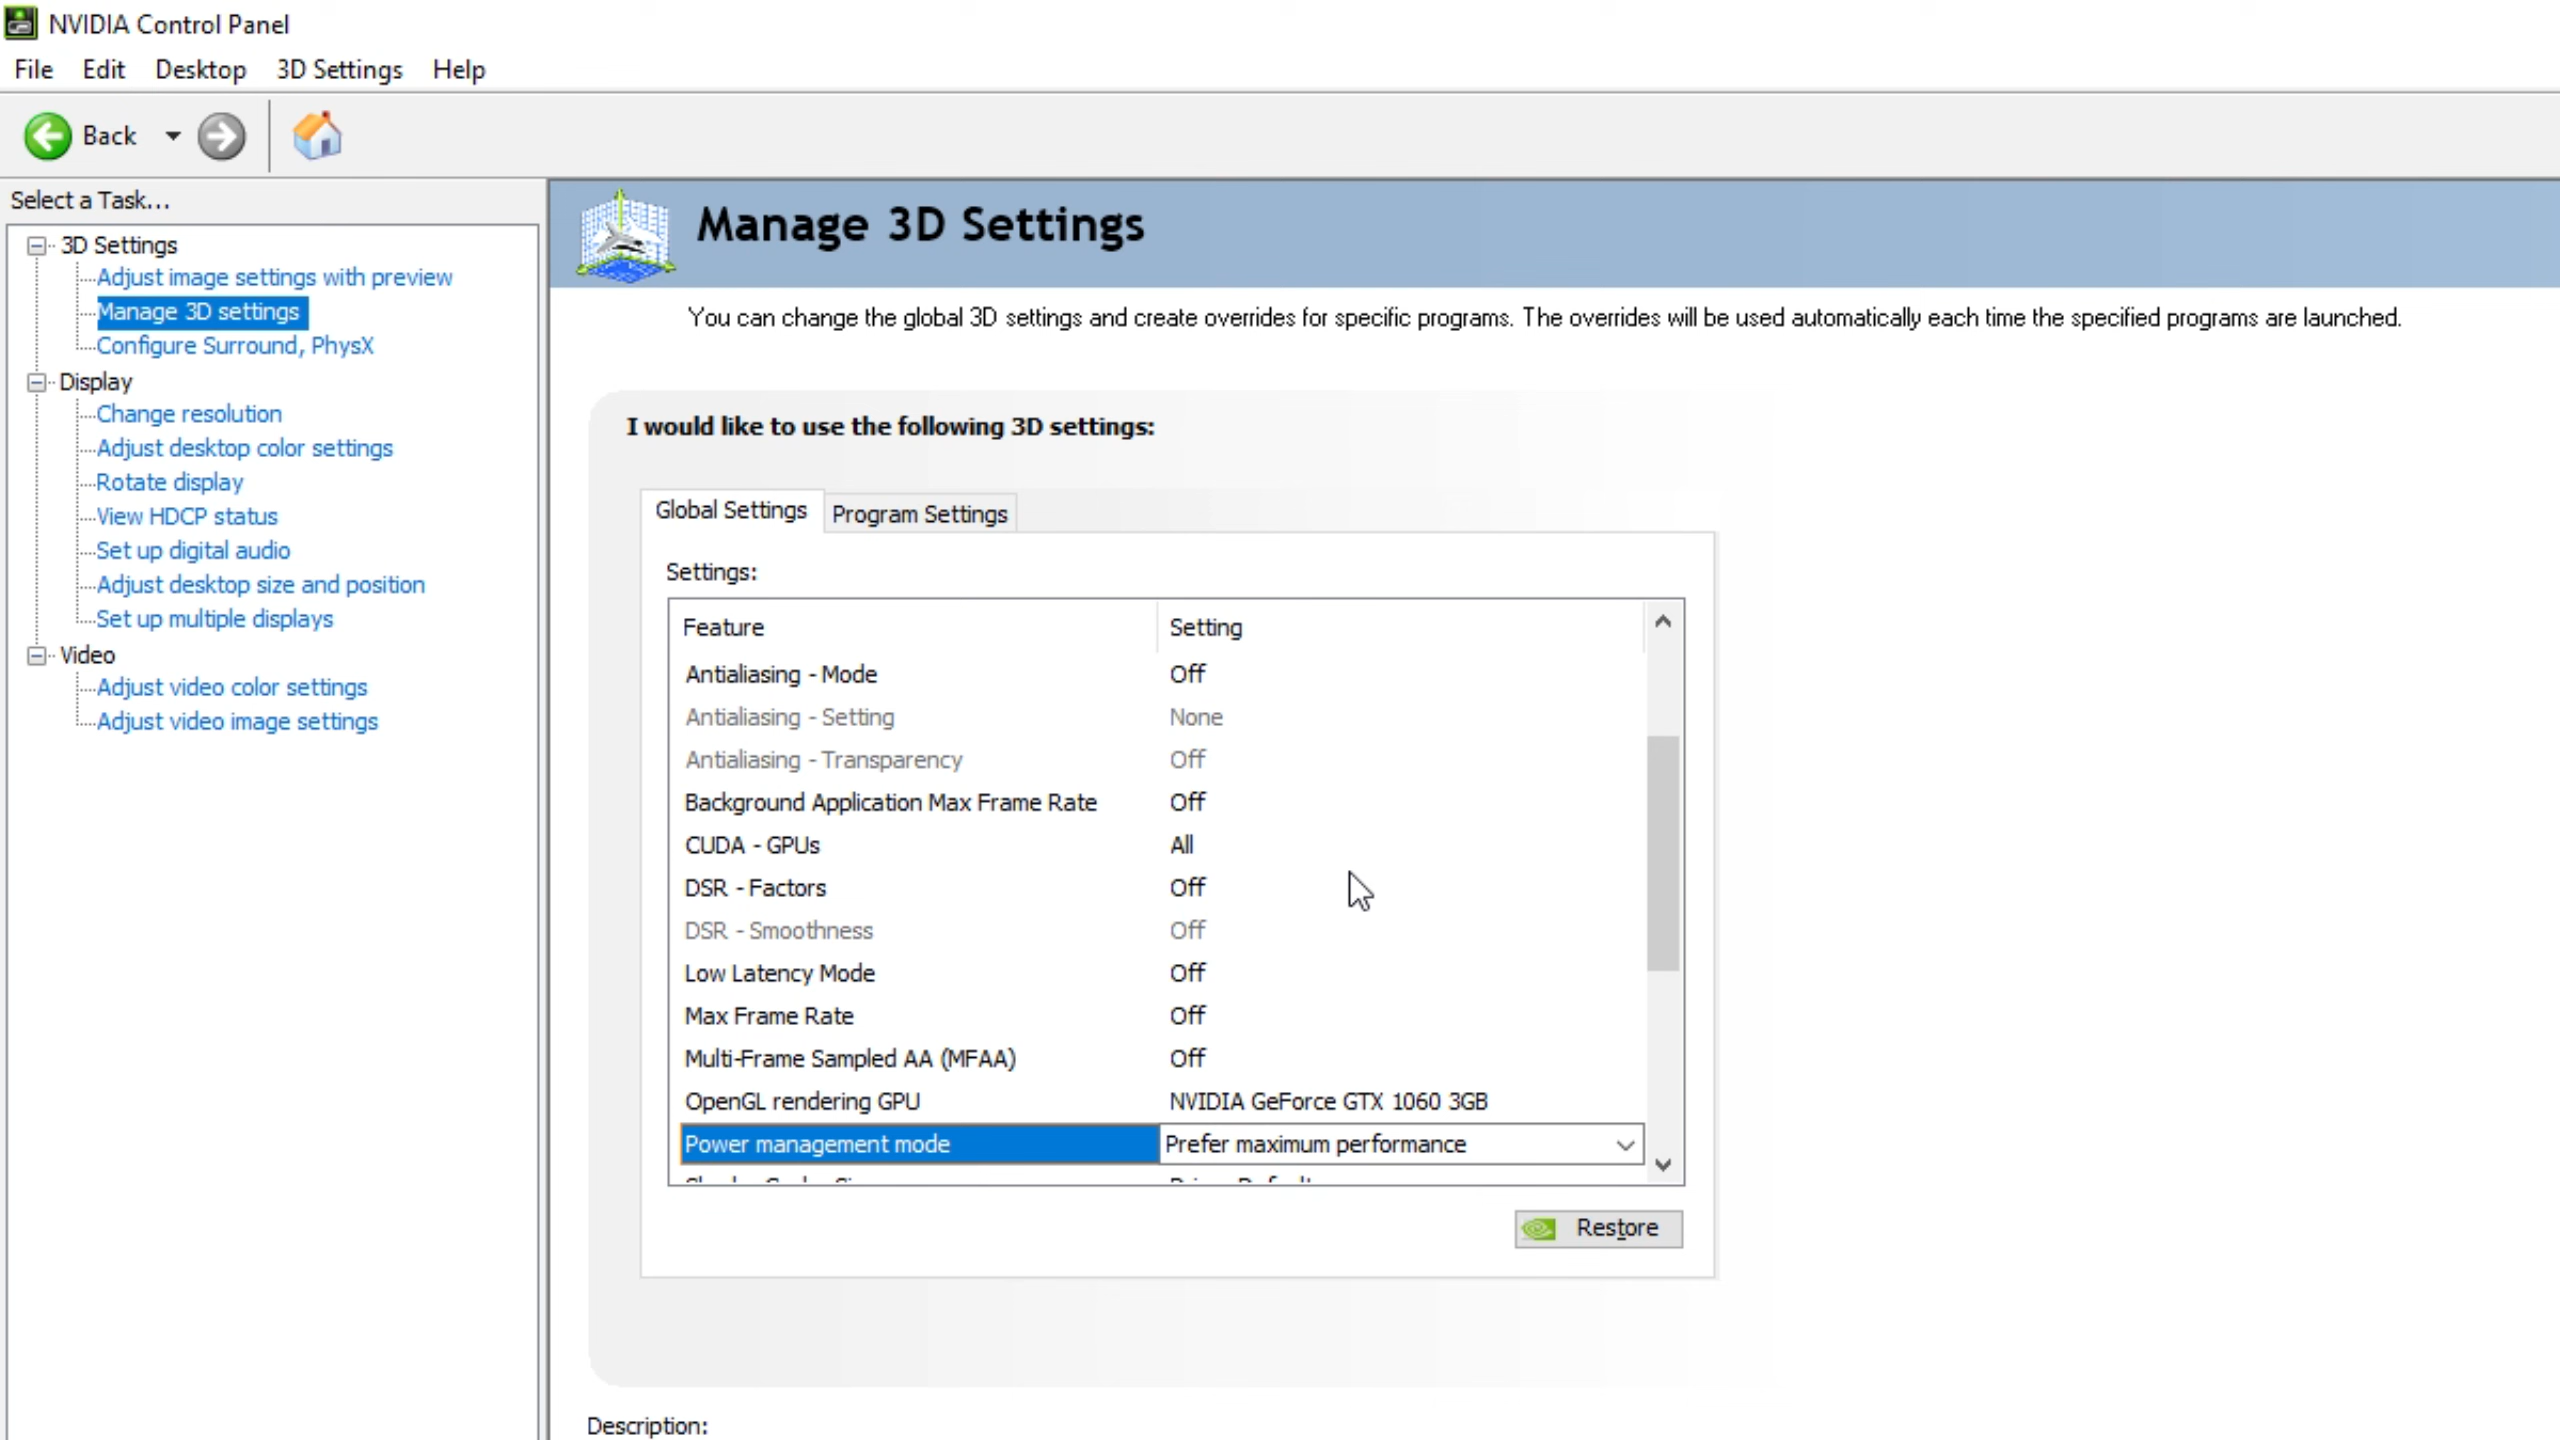 NVIDIA Control Panel
File Edit Desktop 3D Settings Help
Back
Select a Task...
3D Settings
Adjust image settings with preview
Manage 3D settings
Configure Surround, PhysX
Display
Change resolution
Adjust desktop color settings
Rotate display
View HDCP status
Set up digital audio
Adjust desktop size and position
Set up multiple displays
Video
Adjust video color settings
Adjust video image settings
Manage 3D Settings
You can change the global 3D settings and create overrides for specific programs. The overrides will be used automatically each time the specified programs are launched.
I would like to use the following 3D settings:
Global Settings Program Settings
Settings:
Feature Setting
Antialiasing - Mode Off
Antialiasing - Setting None
Antialiasing - Transparency Off
Background Application Max Frame Rate Off
CUDA - GPUs All
DSR - Factors Off
DSR - Smoothness Off
Low Latency Mode Off
Max Frame Rate Off
Multi-Frame Sampled AA (MFAA) Off
OpenGL rendering GPU NVIDIA GeForce GTX 1060 3GB
Power management mode Prefer maximum performance
Restore
Description: